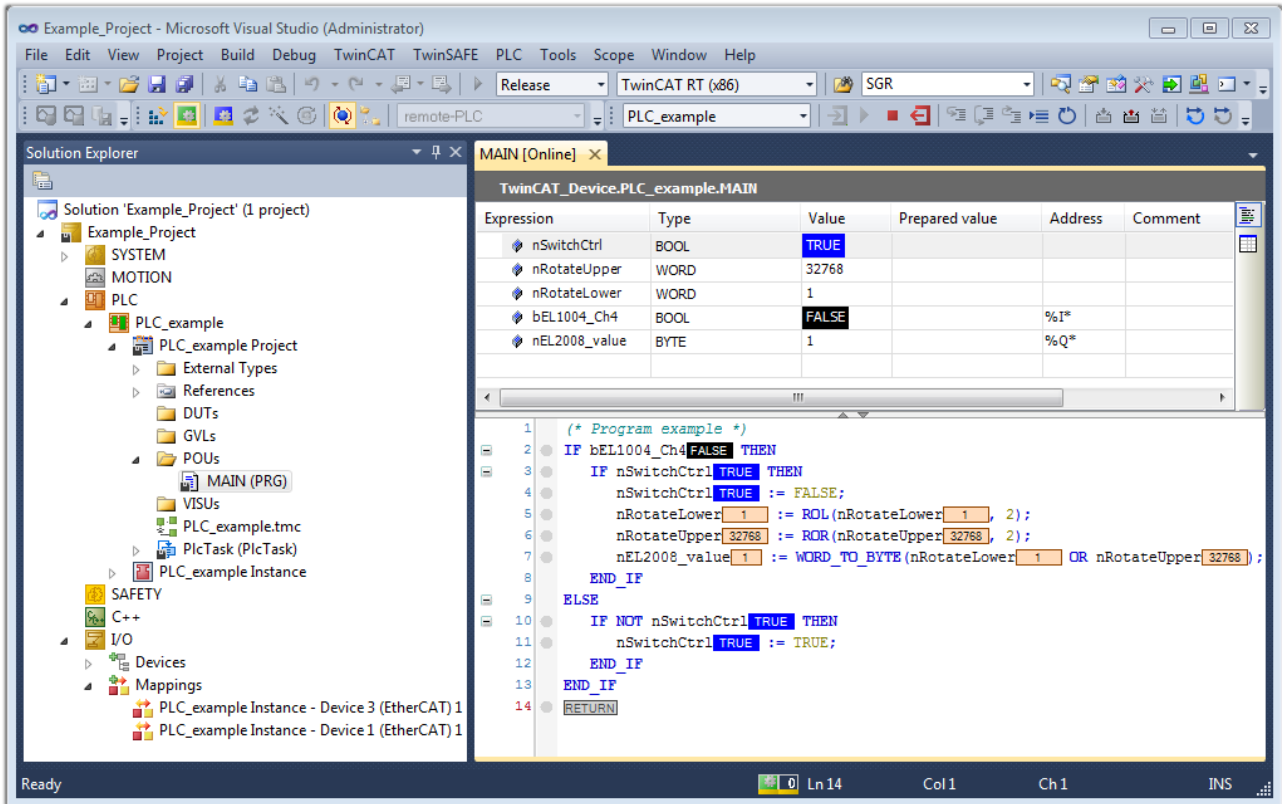 Example_Project - Microsoft Visual Studio (Administrator)
File Edit View Project Build Debug TwinCAT TwinSAFE PLC Tools Scope Window Help
Release TwinCAT RT (x86) SGR
remote-PLC PLC_example
Solution Explorer
MAIN [Online]
Solution 'Example_Project' (1 project)
Example_Project
SYSTEM
MOTION
PLC
PLC_example
PLC_example Project
External Types
References
DUTs
GVLs
POUs
MAIN (PRG)
VISUs
PLC_example.tmc
PlcTask (PlcTask)
PLC_example Instance
SAFETY
C++
I/O
Devices
Mappings
PLC_example Instance - Device 3 (EtherCAT) 1
PLC_example Instance - Device 1 (EtherCAT) 1
TwinCAT_Device.PLC_example.MAIN
Expression Type Value Prepared value Address Comment
nSwitchCtrl BOOL TRUE
nRotateUpper WORD 32768
nRotateLower WORD 1
bEL1004_Ch4 BOOL FALSE %I*
nEL2008_value BYTE 1 %Q*
1 (* Program example *)
2 IF bEL1004_Ch4 FALSE THEN
3 IF nSwitchCtrl TRUE THEN
4 nSwitchCtrl TRUE := FALSE;
5 nRotateLower 1 := ROL(nRotateLower 1 , 2);
6 nRotateUpper 32768 := ROR(nRotateUpper 32768 , 2);
7 nEL2008_value 1 := WORD_TO_BYTE(nRotateLower 1 OR nRotateUpper 32768 );
8 END_IF
9 ELSE
10 IF NOT nSwitchCtrl TRUE THEN
11 nSwitchCtrl TRUE := TRUE;
12 END_IF
13 END_IF
14 RETURN
Ready 0 Ln 14 Col 1 Ch 1 INS